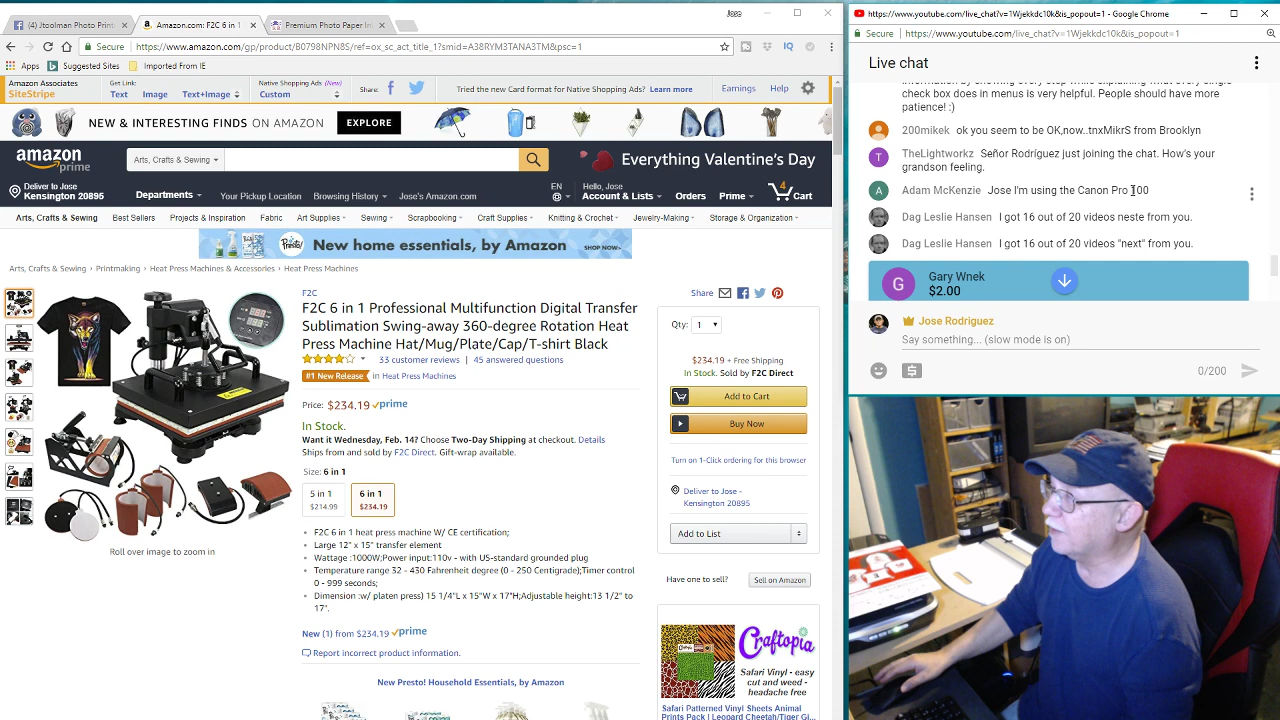 (4) Jtoolman Photo Print
Amazon.com: F2C 6 in 1
Premium Photo Paper In
Jose
Secure
https://www.amazon.com/gp/product/B0798NPN8S/ref=ox_sc_act_title_1?smid=A38RYM3TANA3TM&psc=1
Apps
Suggested Sites
Imported from IE
Amazon Associates
SiteStripe
Get Link:
Text
Image
Text+Image
Native Shopping Ads (New)
Custom
Share:
Tried the new Card format for Native Shopping Ads? Learn more
Earnings
Help
NEW & INTERESTING FINDS ON AMAZON
EXPLORE
amazon
prime
Arts, Crafts & Sewing
Everything Valentine's Day
Deliver to Jose
Kensington 20895
Departments
Your Pickup Location
Browsing History
Jose's Amazon.com
EN
Hello, Jose
Account & Lists
Orders
Prime
4
Cart
Arts, Crafts & Sewing
Best Sellers
Projects & Inspiration
Fabric
Art Supplies
Sewing
Scrapbooking
Craft Supplies
Knitting & Crochet
Jewelry-Making
Storage & Organization
Presto!
New home essentials, by Amazon
SHOP NOW
Arts, Crafts & Sewing › Printmaking › Heat Press Machines & Accessories › Heat Press Machines
F2C
F2C 6 in 1 Professional Multifunction Digital Transfer
Sublimation Swing-away 360-degree Rotation Heat
Press Machine Hat/Mug/Plate/Cap/T-shirt Black
33 customer reviews | 45 answered questions
#1 New Release in Heat Press Machines
Price: $234.19 prime
In Stock.
Want it Wednesday, Feb. 14? Choose Two-Day Shipping at checkout. Details
Ships from and sold by F2C Direct. Gift-wrap available.
Size: 6 in 1
5 in 1
$214.99
6 in 1
$234.19
F2C 6 in 1 heat press machine W/ CE certification;
Large 12" x 15" transfer element
Wattage :1000W;Power input:110v - with US-standard grounded plug
Temperature range 32 - 430 Fahrenheit degree (0 - 250 Centigrade);Timer control
0 - 999 seconds;
Dimension :w/ platen press) 15 1/4"L x 15"W x 17"H;Adjustable height:13 1/2" to
17".
New (1) from $234.19 prime
Report incorrect product information.
New Presto! Household Essentials, by Amazon
Roll over image to zoom in
Share
Qty: 1
$234.19 + Free Shipping
In Stock. Sold by F2C Direct
Add to Cart
Buy Now
Turn on 1-Click ordering for this browser
Deliver to Jose -
Kensington 20895
Add to List
Have one to sell?
Sell on Amazon
Craftopia
Safari Vinyl - easy
cut and weed -
headache free
Safari Patterned Vinyl Sheets Animal
Prints Pack | Leopard Cheetah/Tiger Gi...
https://www.youtube.com/live_chat?v=1Wjekkdc10k&is_popout=1 - Google Chrome
Secure
https://www.youtube.com/live_chat?v=1Wjekkdc10k&is_popout=1
Live chat
check box does in menus is very helpful. People should have more
patience! :)
200mikek ok you seem to be OK,now..tnxMikrS from Brooklyn
T
TheLightworkz Señor Rodríguez just joining the chat. How's your
grandson feeling.
A
Adam McKenzie Jose I'm using the Canon Pro 100
Dag Leslie Hansen I got 16 out of 20 videos neste from you.
Dag Leslie Hansen I got 16 out of 20 videos "next" from you.
G
Gary Wnek
$2.00
Jose Rodriguez
Say something... (slow mode is on)
0/200